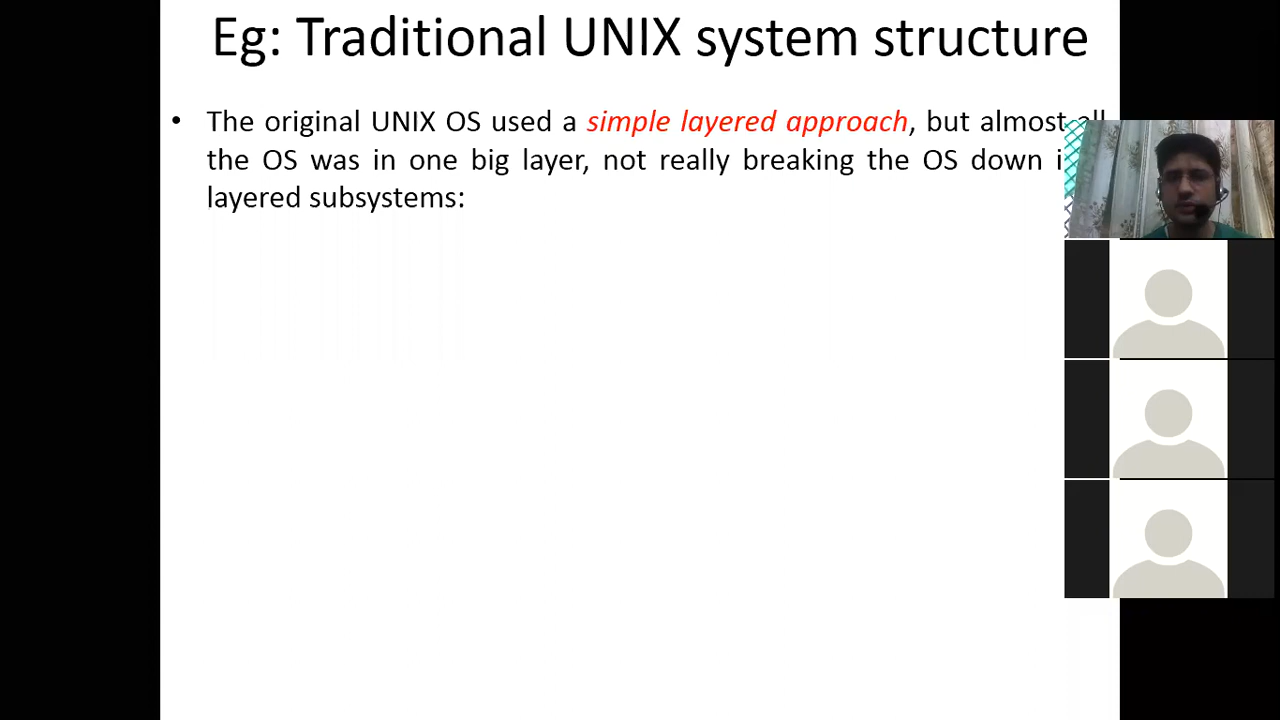 Eg: Traditional UNIX system structure
• The original UNIX OS used a simple layered approach, but almost all
the OS was in one big layer, not really breaking the OS down
layered subsystems: